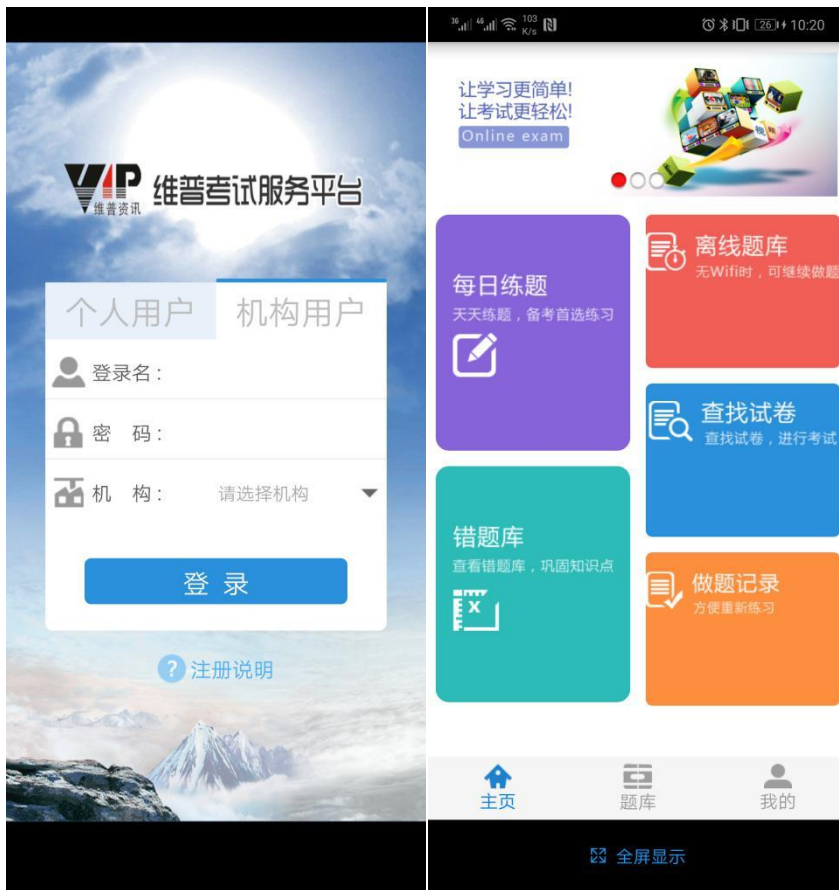 VIP
维普资讯
维普考试服务平台
个人用户
机构用户
登录名：
密 码：
机 构：
请选择机构
登 录
? 注册说明
3G
4G
103
K/s
N
26
10:20
让学习更简单!
让考试更轻松!
Online exam
CCTV
每日练题
天天练题，备考首选练习
离线题库
无Wifi时，可继续做题
查找试卷
查找试卷，进行考试
错题库
查看错题库，巩固知识点
X
做题记录
方便重新练习
主页
题库
我的
全屏显示